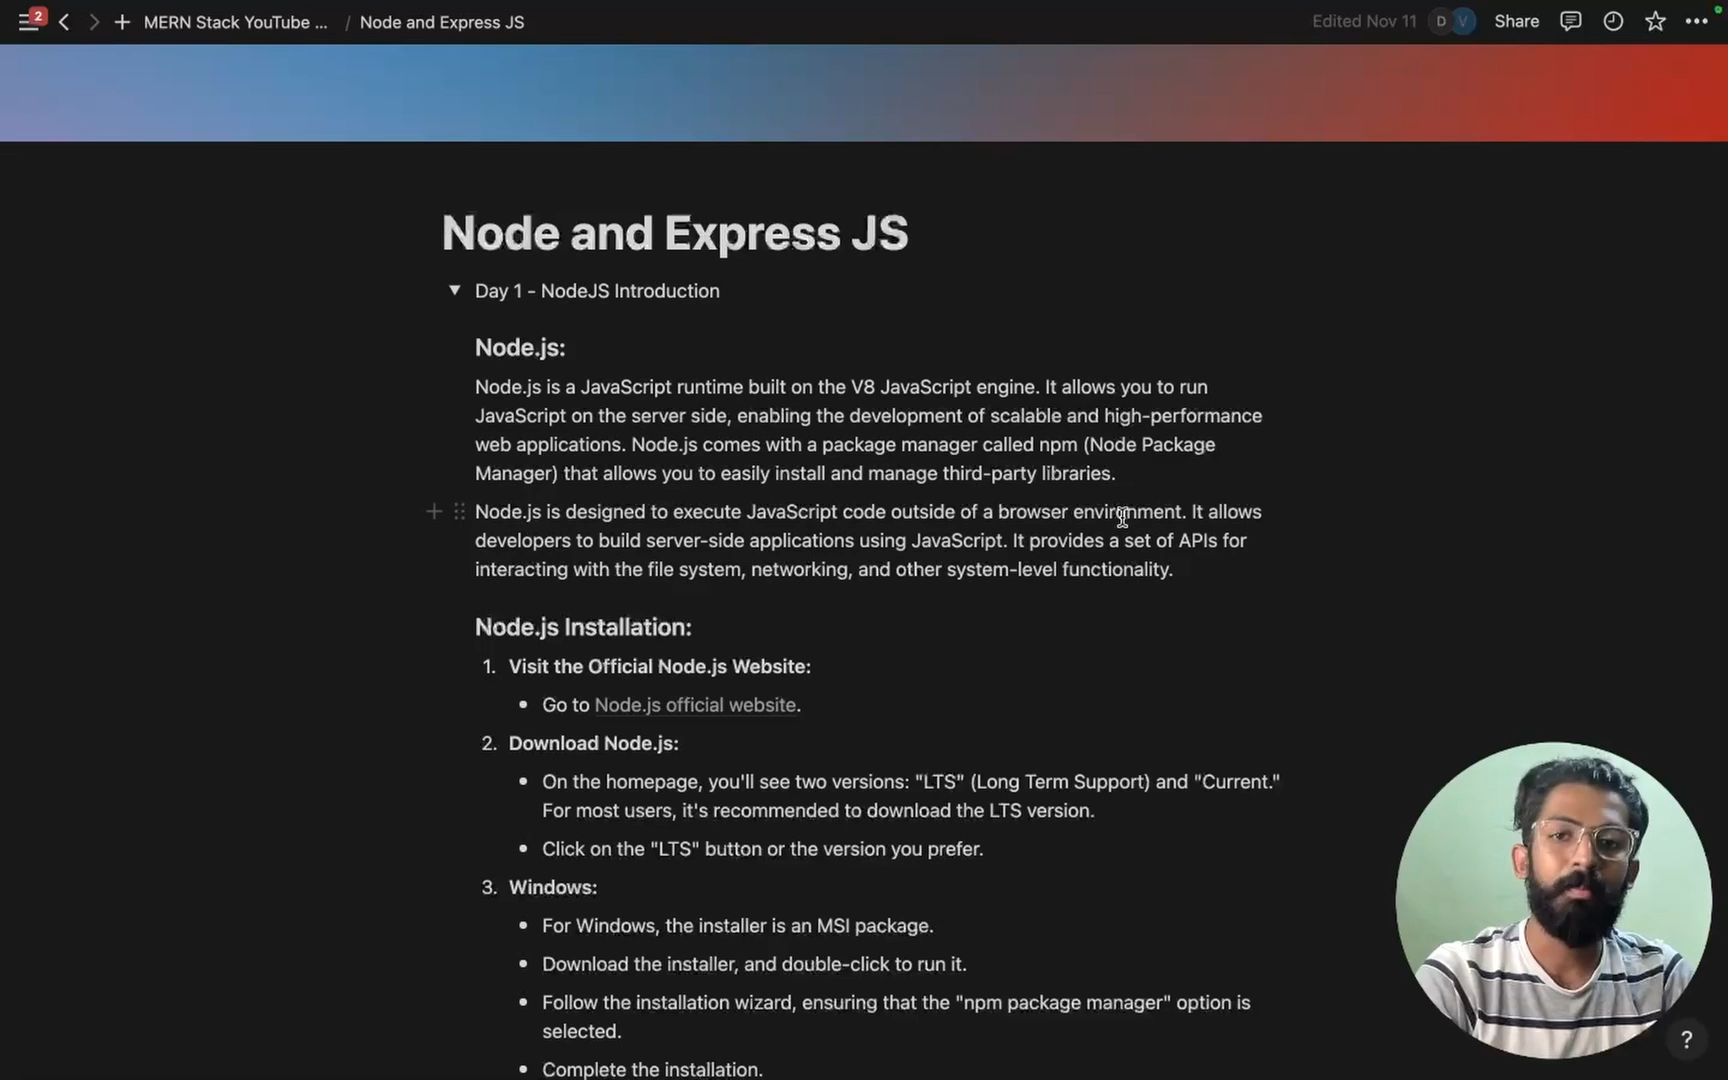 2
MERN Stack YouTube ... / Node and Express JS
Edited Nov 11
D
V
Share
Node and Express JS
Day 1 - NodeJS Introduction
Node.js:
Node.js is a JavaScript runtime built on the V8 JavaScript engine. It allows you to run
JavaScript on the server side, enabling the development of scalable and high-performance
web applications. Node.js comes with a package manager called npm (Node Package
Manager) that allows you to easily install and manage third-party libraries.
Node.js is designed to execute JavaScript code outside of a browser environment. It allows
developers to build server-side applications using JavaScript. It provides a set of APIs for
interacting with the file system, networking, and other system-level functionality.
Node.js Installation:
1. Visit the Official Node.js Website:
• Go to Node.js official website.
2. Download Node.js:
• On the homepage, you'll see two versions: "LTS" (Long Term Support) and "Current."
For most users, it's recommended to download the LTS version.
• Click on the "LTS" button or the version you prefer.
3. Windows:
• For Windows, the installer is an MSI package.
• Download the installer, and double-click to run it.
• Follow the installation wizard, ensuring that the "npm package manager" option is
selected.
• Complete the installation.
?